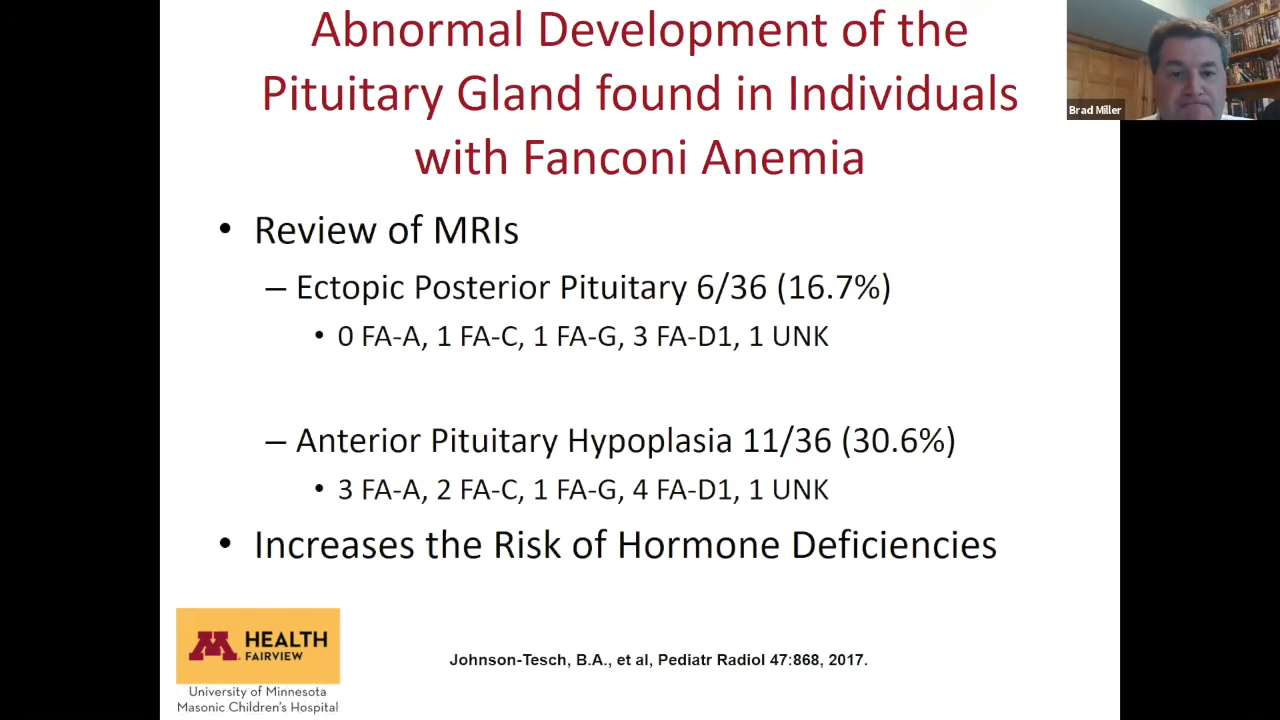 Abnormal Development of the
Pituitary Gland found in Individuals
with Fanconi Anemia
Brad Miller
• Review of MRIs
– Ectopic Posterior Pituitary 6/36 (16.7%)
• 0 FA-A, 1 FA-C, 1 FA-G, 3 FA-D1, 1 UNK
– Anterior Pituitary Hypoplasia 11/36 (30.6%)
• 3 FA-A, 2 FA-C, 1 FA-G, 4 FA-D1, 1 UNK
• Increases the Risk of Hormone Deficiencies
M HEALTH
FAIRVIEW
University of Minnesota
Masonic Children's Hospital
Johnson-Tesch, B.A., et al, Pediatr Radiol 47:868, 2017.